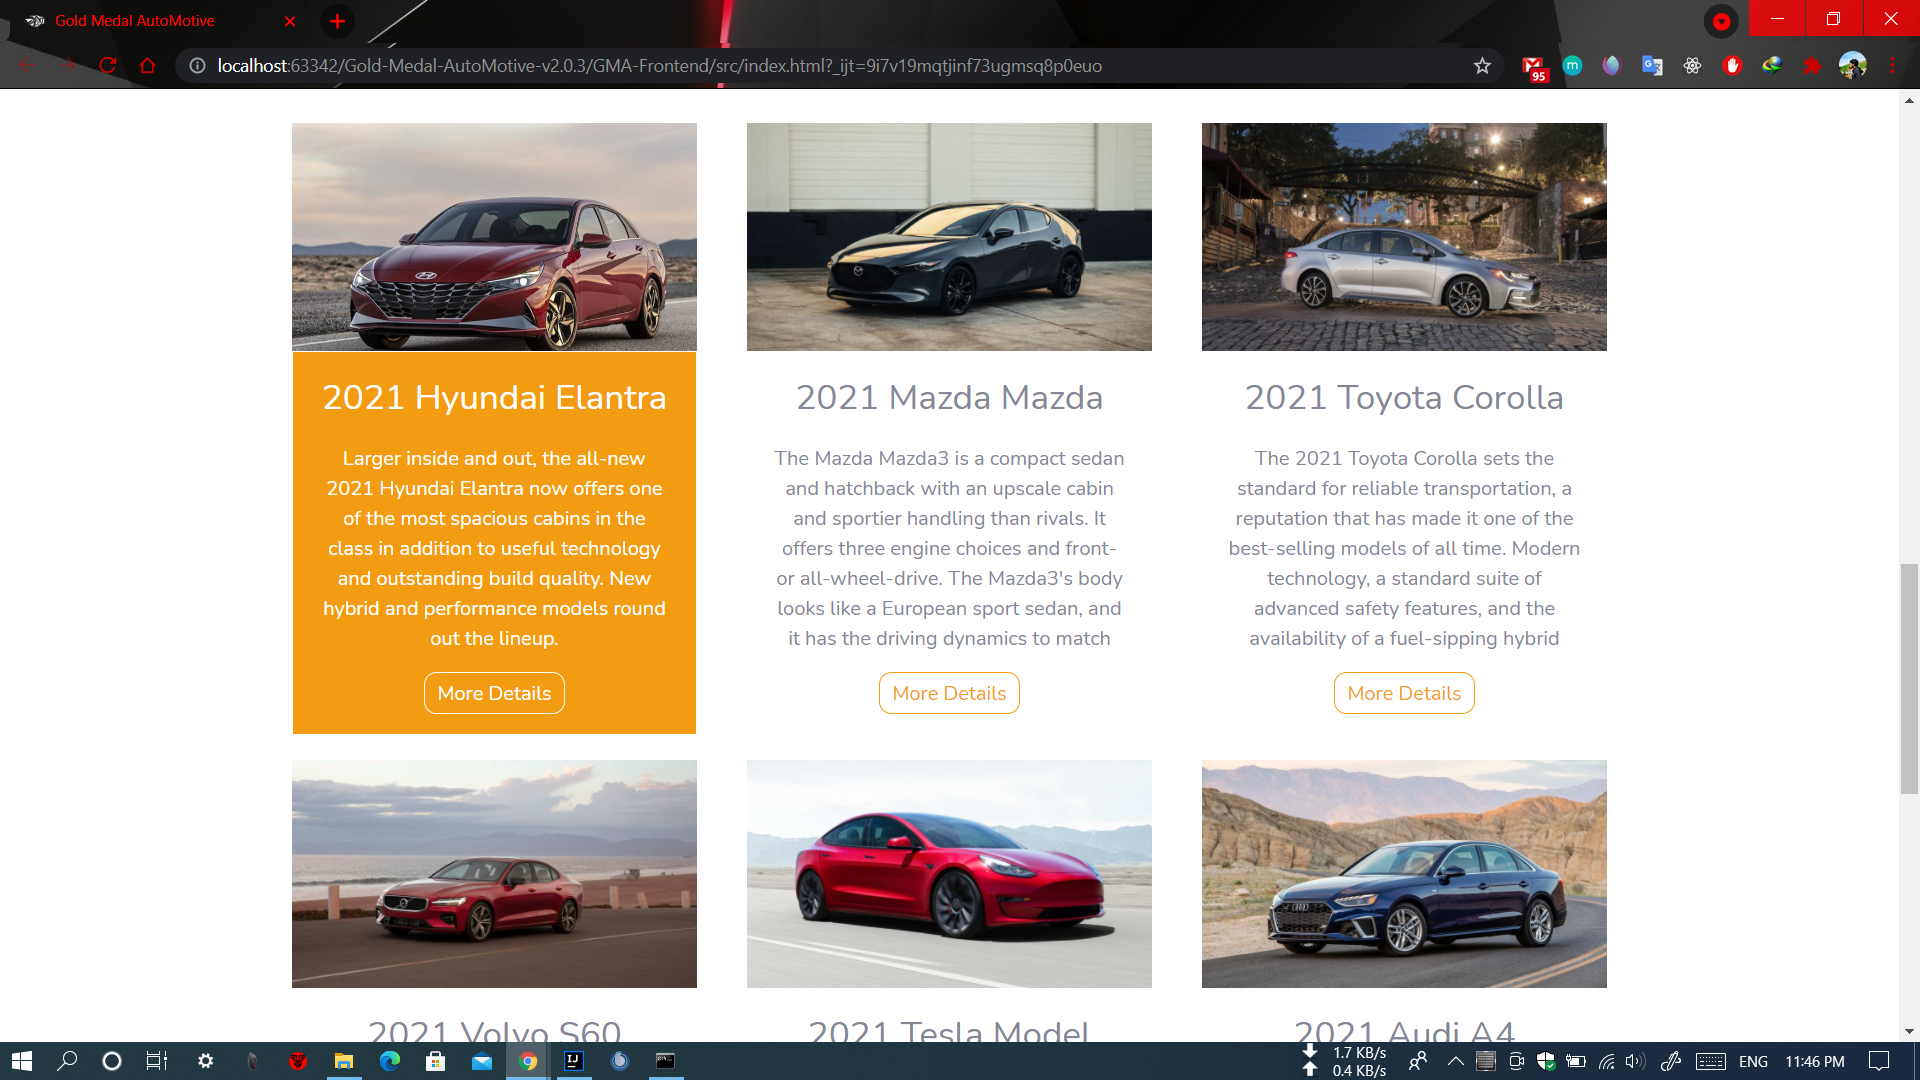 Gold Medal AutoMotive
localhost:63342/Gold-Medal-AutoMotive-v2.0.3/GMA-Frontend/src/index.html?_ijt=9i7v19mqtjinf73ugmsq8p0euo
95
m
2021 Hyundai Elantra
Larger inside and out, the all-new
2021 Hyundai Elantra now offers one
of the most spacious cabins in the
class in addition to useful technology
and outstanding build quality. New
hybrid and performance models round
out the lineup.
More Details
2021 Mazda Mazda
The Mazda Mazda3 is a compact sedan
and hatchback with an upscale cabin
and sportier handling than rivals. It
offers three engine choices and front-
or all-wheel-drive. The Mazda3's body
looks like a European sport sedan, and
it has the driving dynamics to match
More Details
2021 Toyota Corolla
The 2021 Toyota Corolla sets the
standard for reliable transportation, a
reputation that has made it one of the
best-selling models of all time. Modern
technology, a standard suite of
advanced safety features, and the
availability of a fuel-sipping hybrid
More Details
2021 Volvo S60
2021 Tesla Model
2021 Audi A4
IJ
1.7 KB/s
0.4 KB/s
ENG
11:46 PM